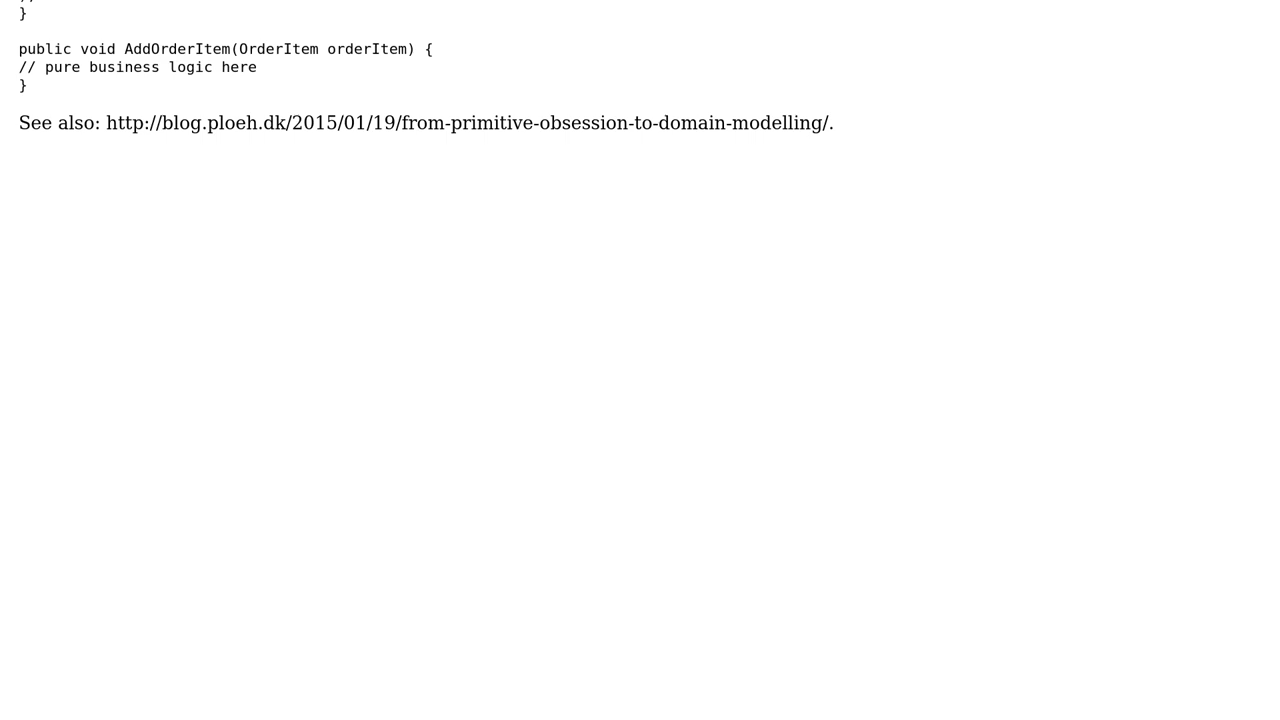 }
public void AddOrderItem(OrderItem orderItem) {
// pure business logic here
}
See also: http://blog.ploeh.dk/2015/01/19/from-primitive-obsession-to-domain-modelling/.